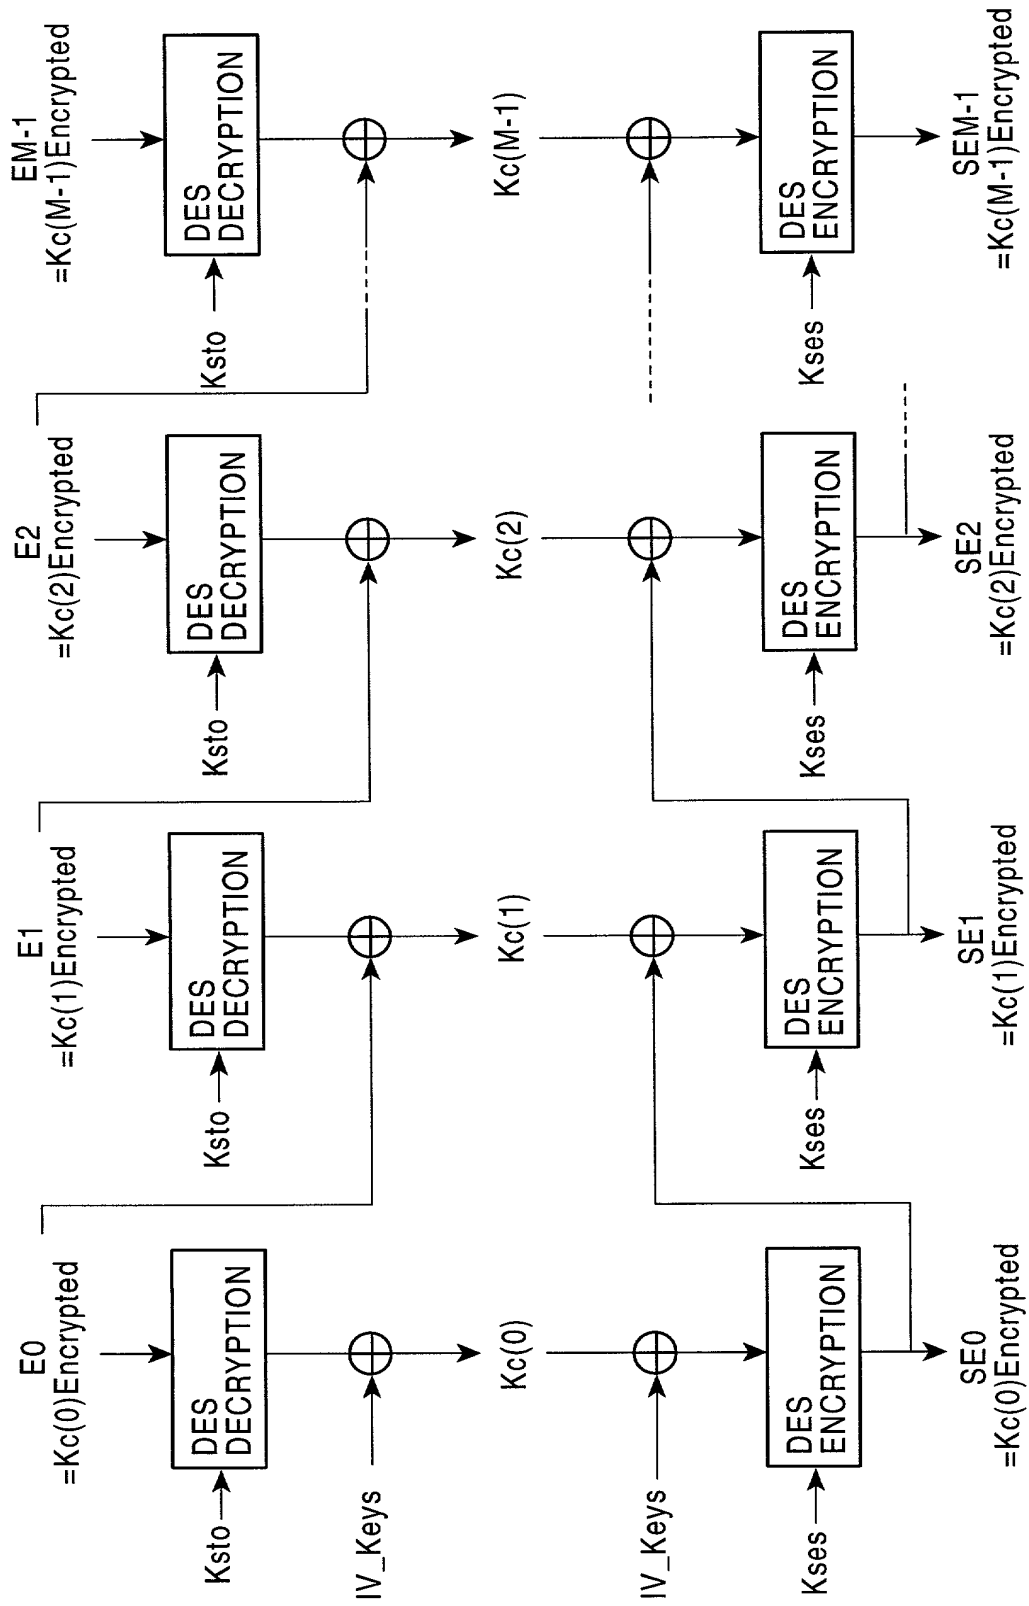 E0
=Kc(0)Encrypted
E1
=Kc(1)Encrypted
E2
=Kc(2)Encrypted
EM-1
=Kc(M-1)Encrypted
Ksto
DES
DECRYPTION
Ksto
DES
DECRYPTION
Ksto
DES
DECRYPTION
Ksto
DES
DECRYPTION
IV_Keys
Kc(0)
Kc(1)
Kc(2)
Kc(M-1)
IV_Keys
Kses
DES
ENCRYPTION
Kses
DES
ENCRYPTION
Kses
DES
ENCRYPTION
Kses
DES
ENCRYPTION
SE0
=Kc(0)Encrypted
SE1
=Kc(1)Encrypted
SE2
=Kc(2)Encrypted
SEM-1
=Kc(M-1)Encrypted